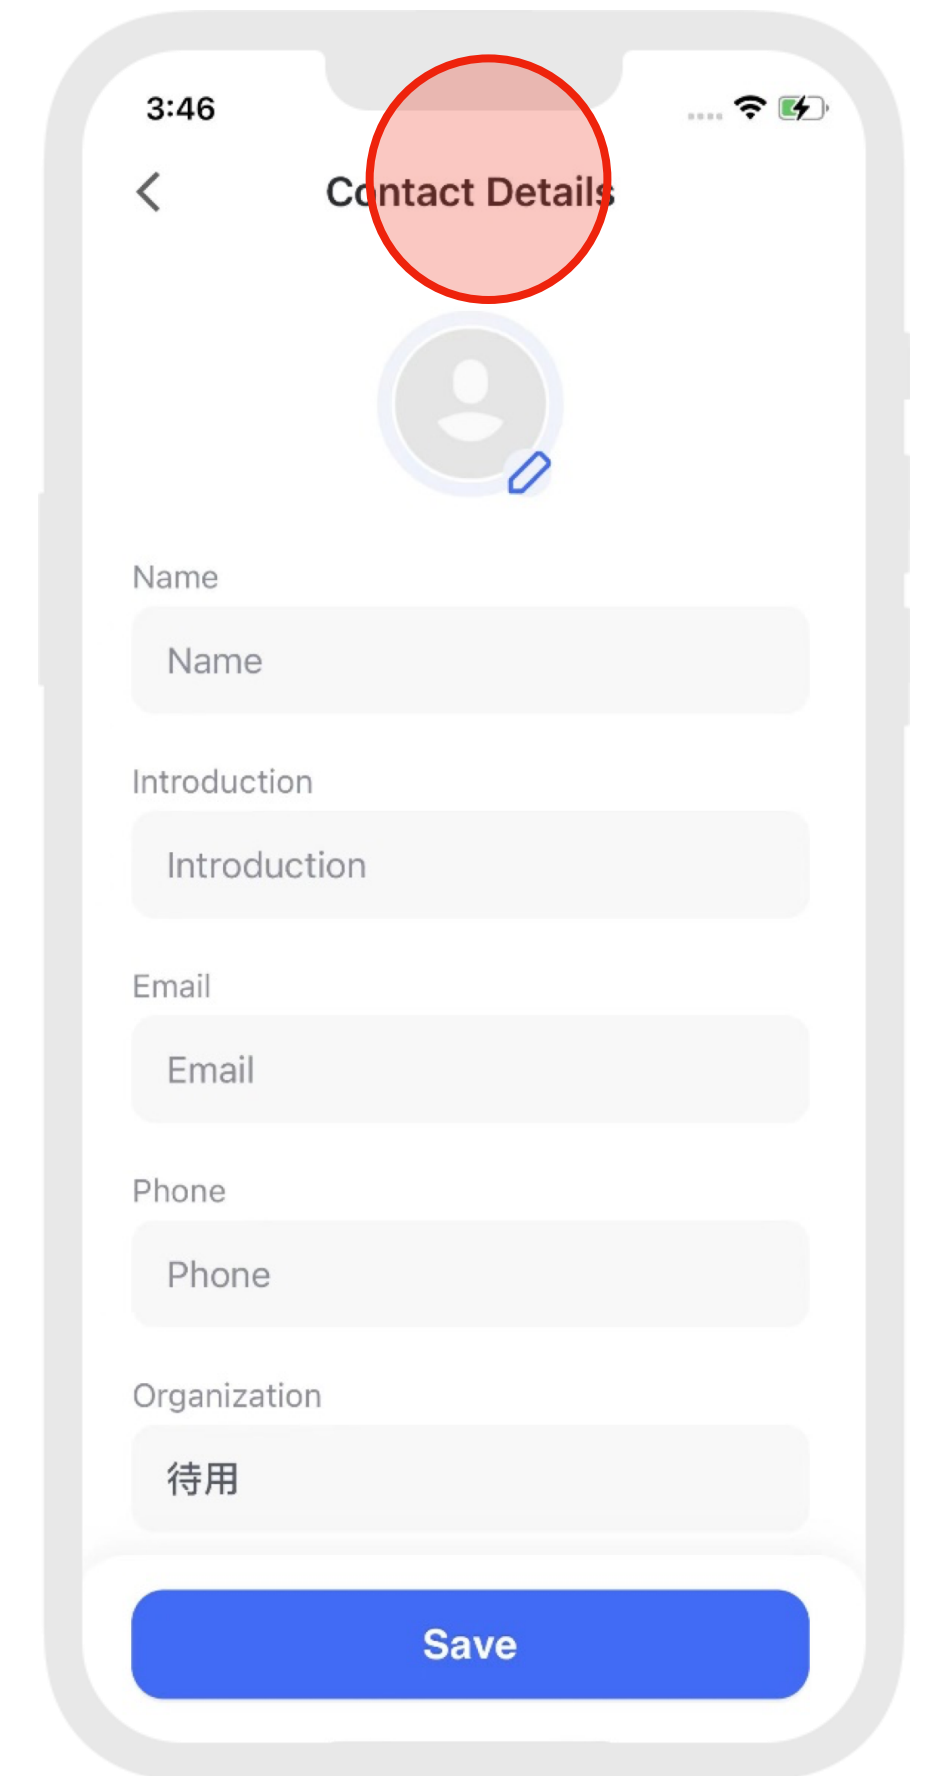 3:46
Contact Details
Name
Name
Introduction
Introduction
Email
Email
Phone
Phone
Organization
待用
Save